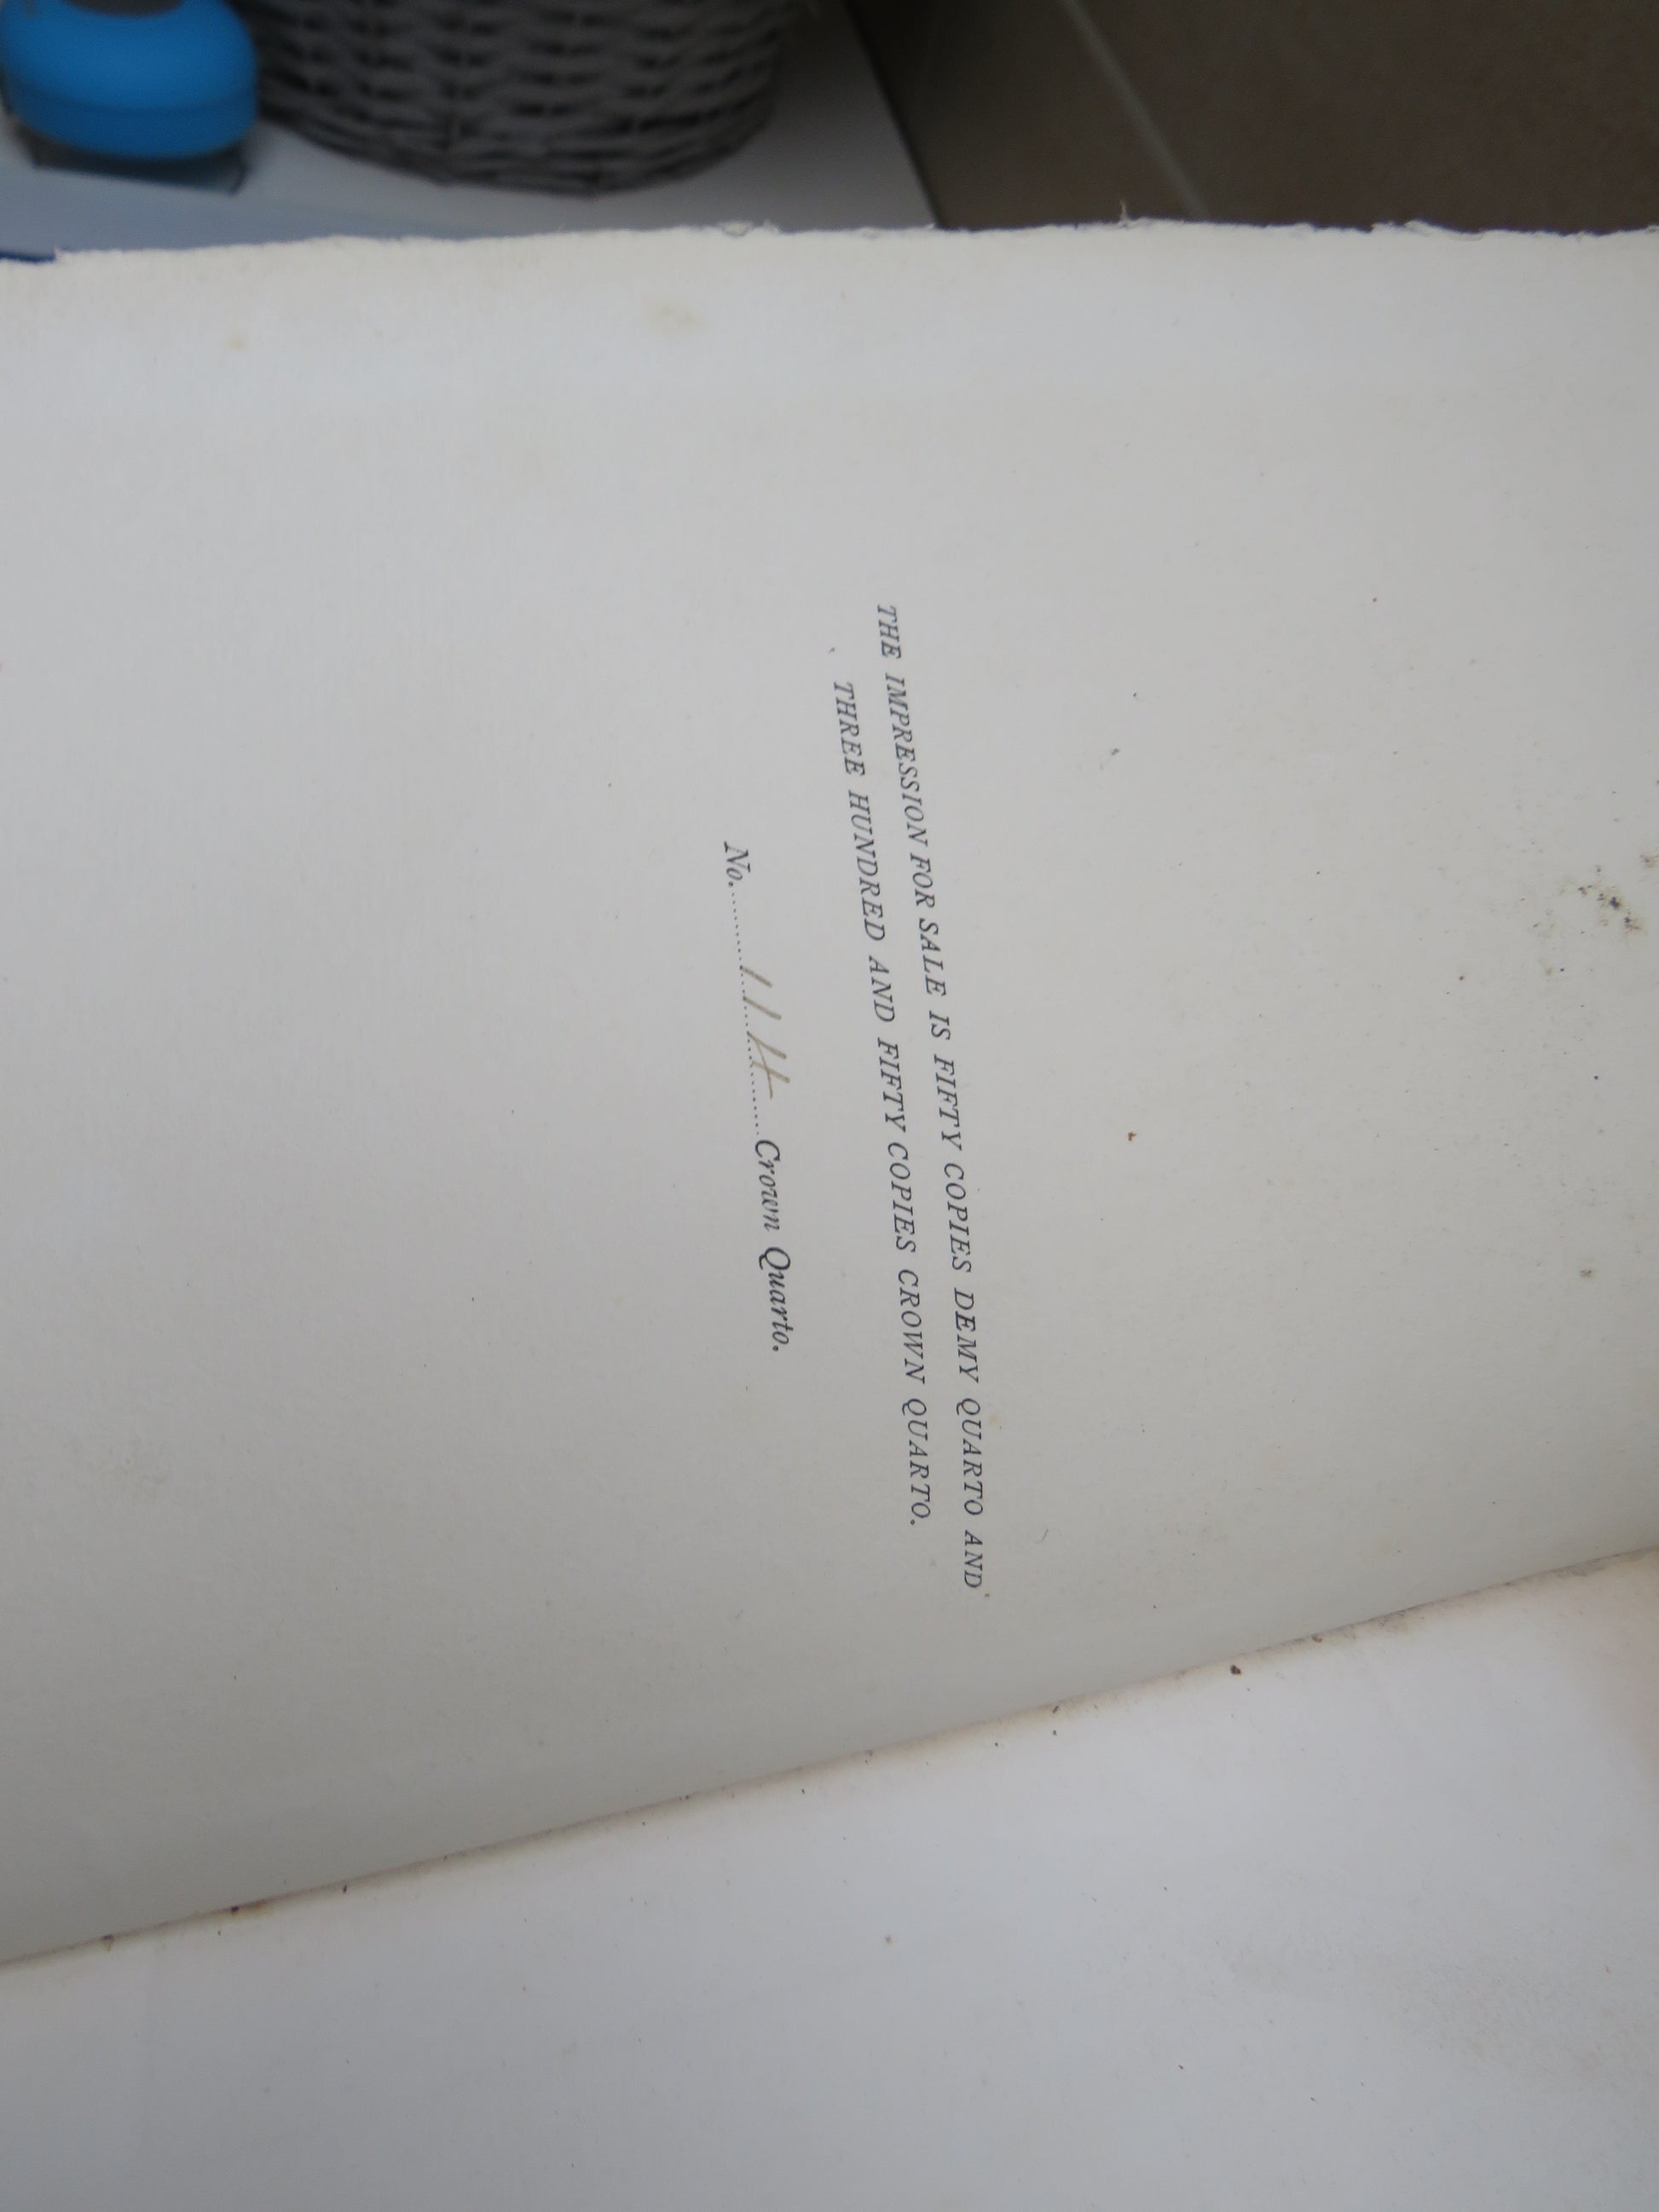 THE IMPRESSION FOR SALE IS FIFTY COPIES DEMY QUARTO AND
THREE HUNDRED AND FIFTY COPIES CROWN QUARTO.
No..........114..........Crown Quarto.